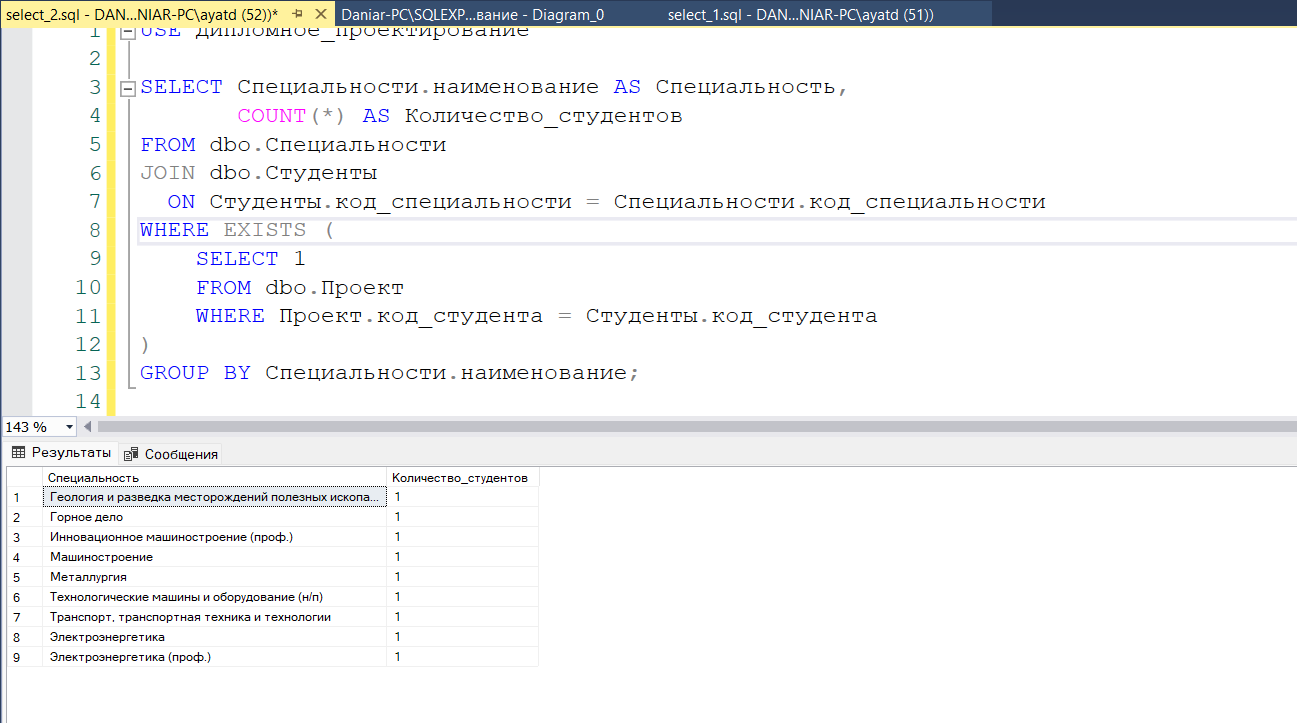 select_2.sql - DAN...NIAR-PC\ayatd (52))* Daniar-PC\SQLEXP...вание - Diagram_0 select_1.sql - DAN...NIAR-PC\ayatd (51))
1 USE Дипломное_проектирование
2
3 SELECT Специальности.наименование AS Специальность,
4 COUNT(*) AS Количество_студентов
5 FROM dbo.Специальности
6 JOIN dbo.Студенты
7 ON Студенты.код_специальности = Специальности.код_специальности
8 WHERE EXISTS (
9 SELECT 1
10 FROM dbo.Проект
11 WHERE Проект.код_студента = Студенты.код_студента
12 )
13 GROUP BY Специальности.наименование;
14
143 %
Результаты Сообщения
Специальность Количество_студентов
1 Геология и разведка месторождений полезных ископа... 1
2 Горное дело 1
3 Инновационное машиностроение (проф.) 1
4 Машиностроение 1
5 Металлургия 1
6 Технологические машины и оборудование (н/п) 1
7 Транспорт, транспортная техника и технологии 1
8 Электроэнергетика 1
9 Электроэнергетика (проф.) 1